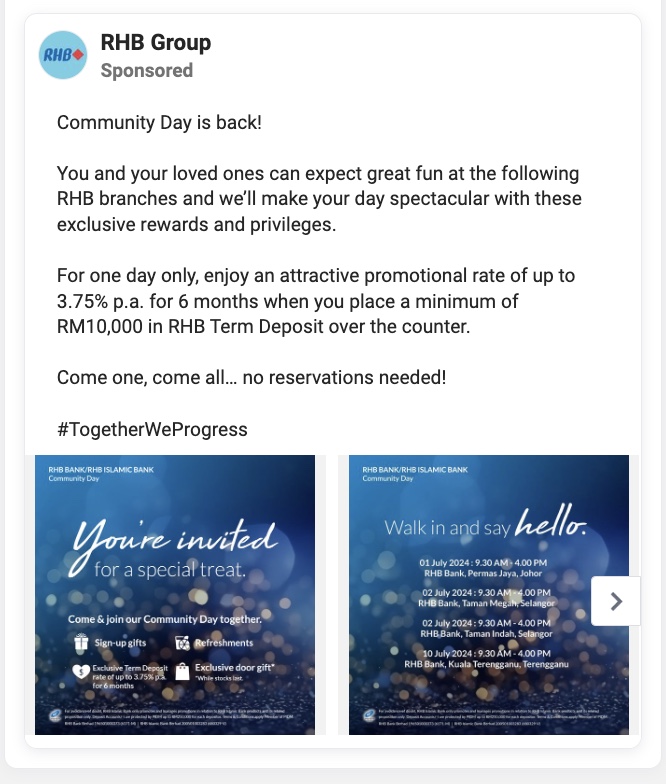 RHB
RHB Group
Sponsored
Community Day is back!
You and your loved ones can expect great fun at the following
RHB branches and we’ll make your day spectacular with these
exclusive rewards and privileges.
For one day only, enjoy an attractive promotional rate of up to
3.75% p.a. for 6 months when you place a minimum of
RM10,000 in RHB Term Deposit over the counter.
Come one, come all… no reservations needed!
#TogetherWeProgress
RHB BANK/RHB ISLAMIC BANK
Community Day
You're invited
for a special treat.
Come & join our Community Day together.
Sign-up gifts
Refreshments
Exclusive Term Deposit
rate of up to 3.75% p.a.
for 6 months
Exclusive door gift*
*While stocks last.
RHB BANK/RHB ISLAMIC BANK
Community Day
Walk in and say hello.
01 July 2024 : 9.30 AM - 4.00 PM
RHB Bank, Permas Jaya, Johor
02 July 2024 : 9.30 AM - 4.00 PM
RHB Bank, Taman Megah, Selangor
02 July 2024 : 9.30 AM - 4.00 PM
RHB Bank, Taman Indah, Selangor
10 July 2024 : 9.30 AM - 4.00 PM
RHB Bank, Kuala Terengganu, Terengganu